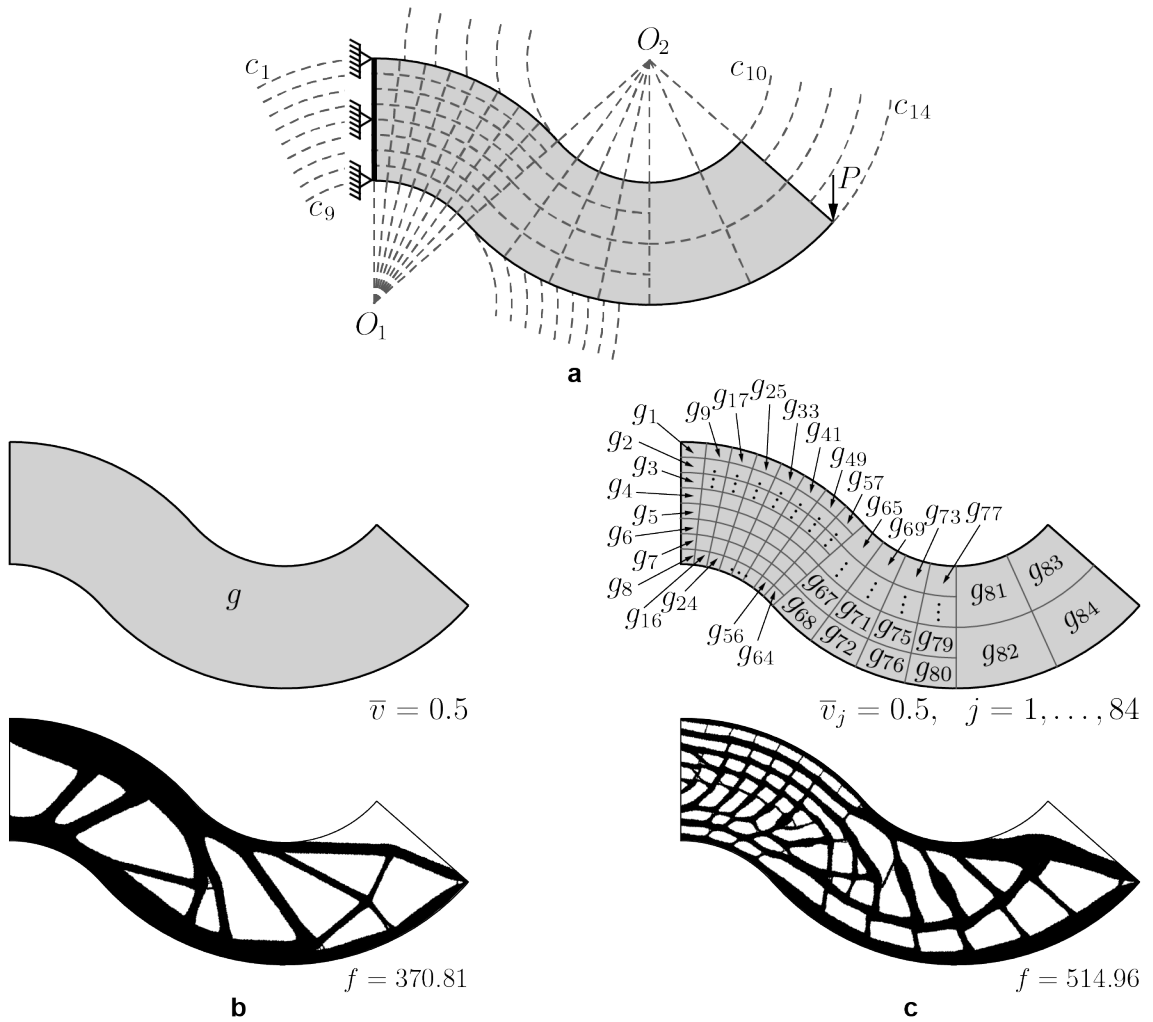 O₂
c₁
c₁₀
c₁₄
P
c₉
O₁
a
g₁
g₉
g₁₇
g₂₅
g₃₃
g₄₁
g₄₉
g₅₇
g₆₅
g₆₉
g₇₃
g₇₇
g₂
g₃
g₄
g₅
g₆
g₇
g₈
g₁₆
g₂₄
g₅₆
g₆₄
g₆₇
g₆₈
g₇₁
g₇₂
g₇₅
g₇₆
g₇₉
g₈₀
g₈₁
g₈₂
g₈₃
g₈₄
g
v̅ = 0.5
v̅ⱼ = 0.5, j = 1, . . . , 84
f = 370.81
f = 514.96
b
c